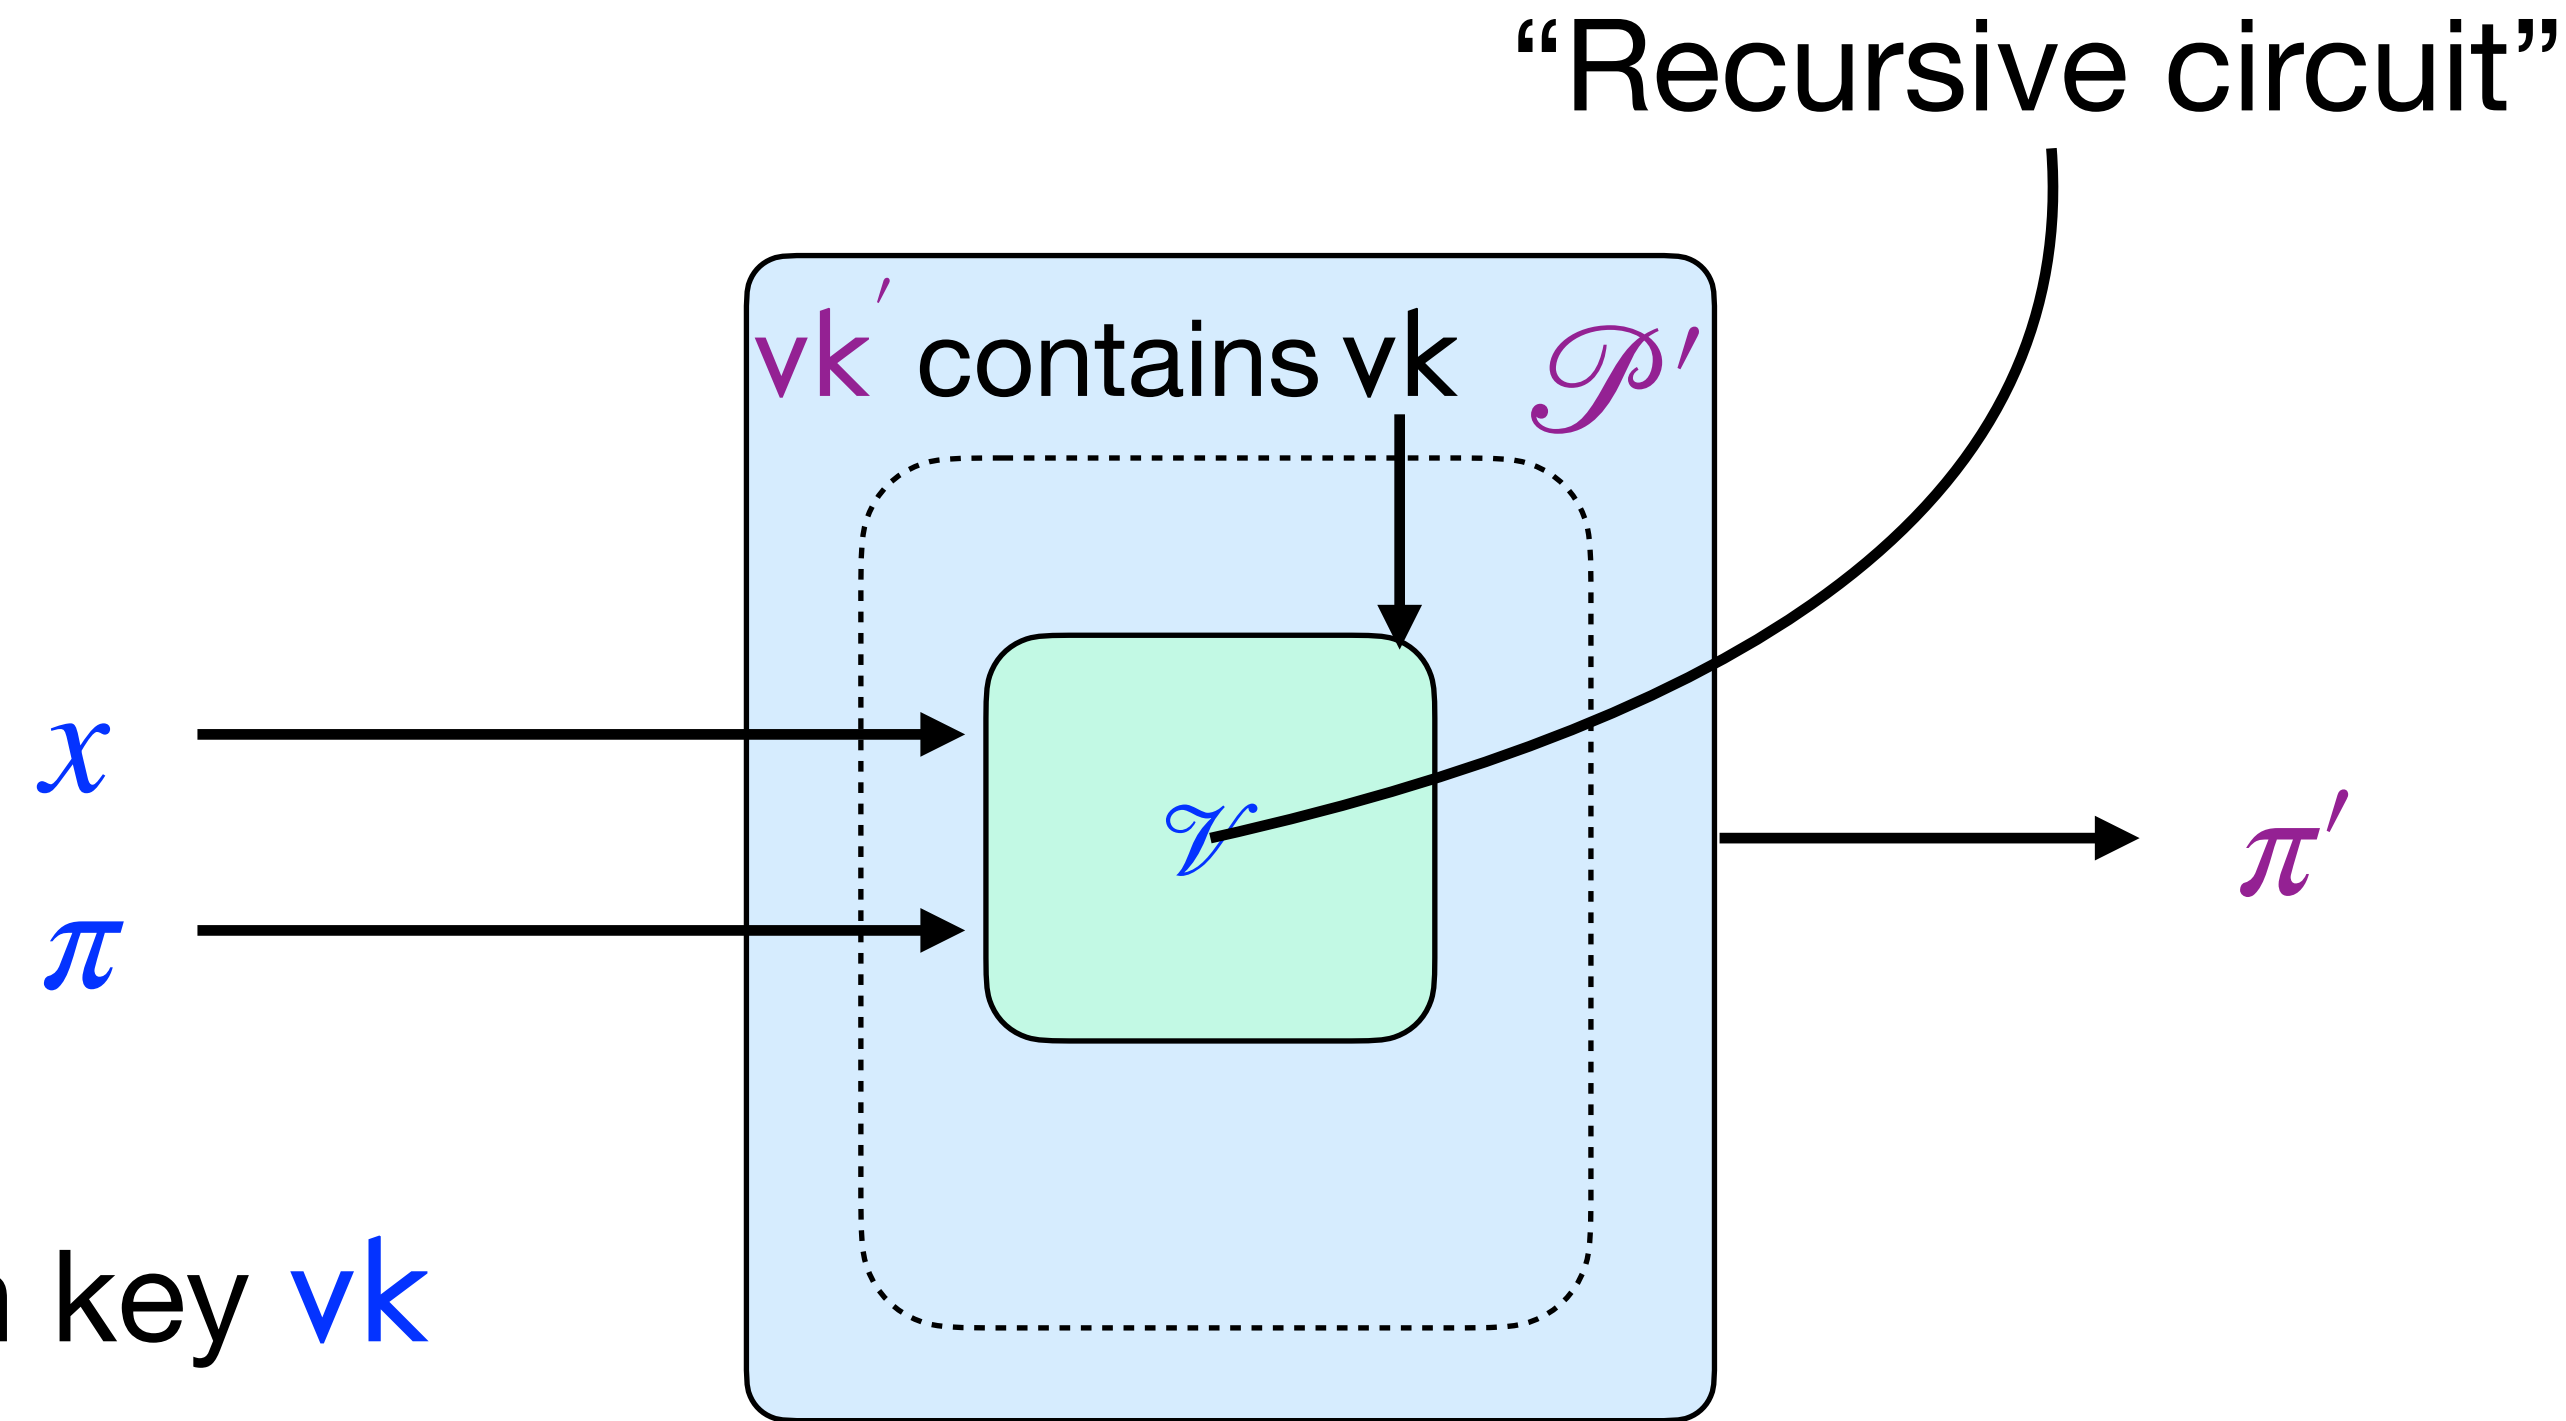 “Recursive circuit”
vk′ contains vk 𝒫′
x
𝒱
π′
π
key vk